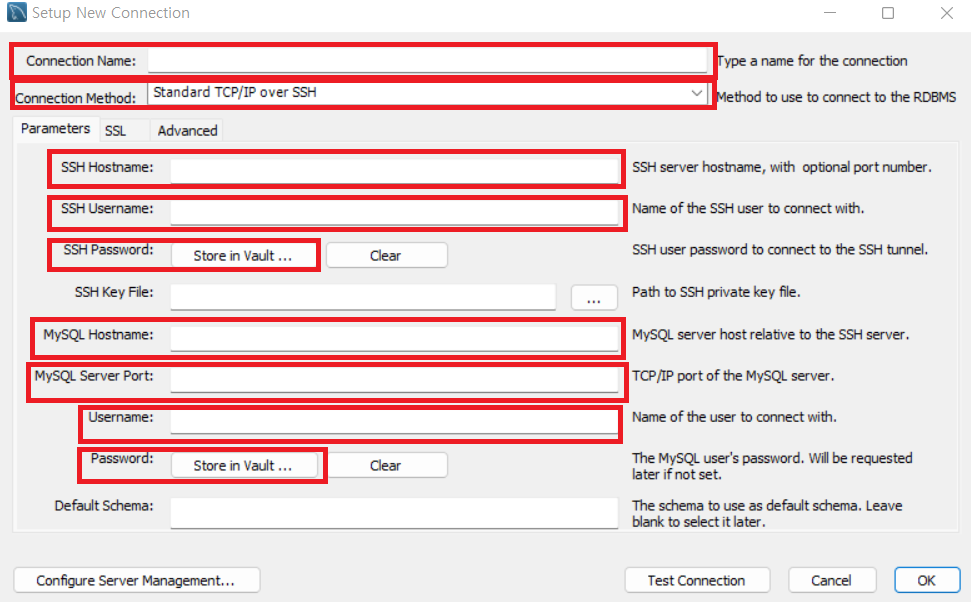 Setup New Connection
Connection Name:
Type a name for the connection
Connection Method: Standard TCP/IP over SSH
Method to use to connect to the RDBMS
Parameters SSL Advanced
SSH Hostname:
SSH server hostname, with optional port number.
SSH Username:
Name of the SSH user to connect with.
SSH Password: Store in Vault ... Clear
SSH user password to connect to the SSH tunnel.
SSH Key File: ...
Path to SSH private key file.
MySQL Hostname:
MySQL server host relative to the SSH server.
MySQL Server Port:
TCP/IP port of the MySQL server.
Username:
Name of the user to connect with.
Password: Store in Vault ... Clear
The MySQL user's password. Will be requested
later if not set.
Default Schema:
The schema to use as default schema. Leave
blank to select it later.
Configure Server Management... Test Connection Cancel OK